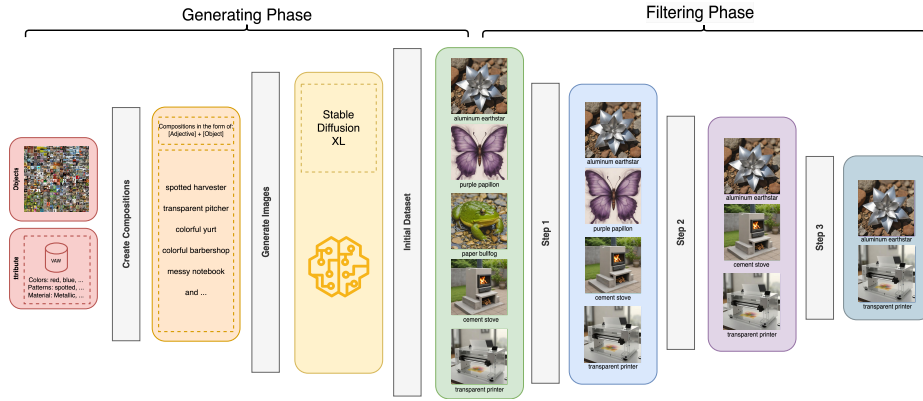 Generating Phase
Filtering Phase
Objects
ttribute
VAW
Colors: red, blue, ...
Patterns: spotted, ...
Material: Metallic, ...
Create Compositions
Compositions in the form of:
[Adjective] + [Object]
spotted harvester
transparent pitcher
colorful yurt
colorful barbershop
messy notebook
and ...
Generate Images
Stable
Diffusion
XL
Initial Dataset
aluminum earthstar
purple papillon
paper bullfog
cement stove
transparent printer
Step 1
aluminum earthstar
purple papillon
cement stove
transparent printer
Step 2
aluminum earthstar
cement stove
transparent printer
Step 3
aluminum earthstar
transparent printer